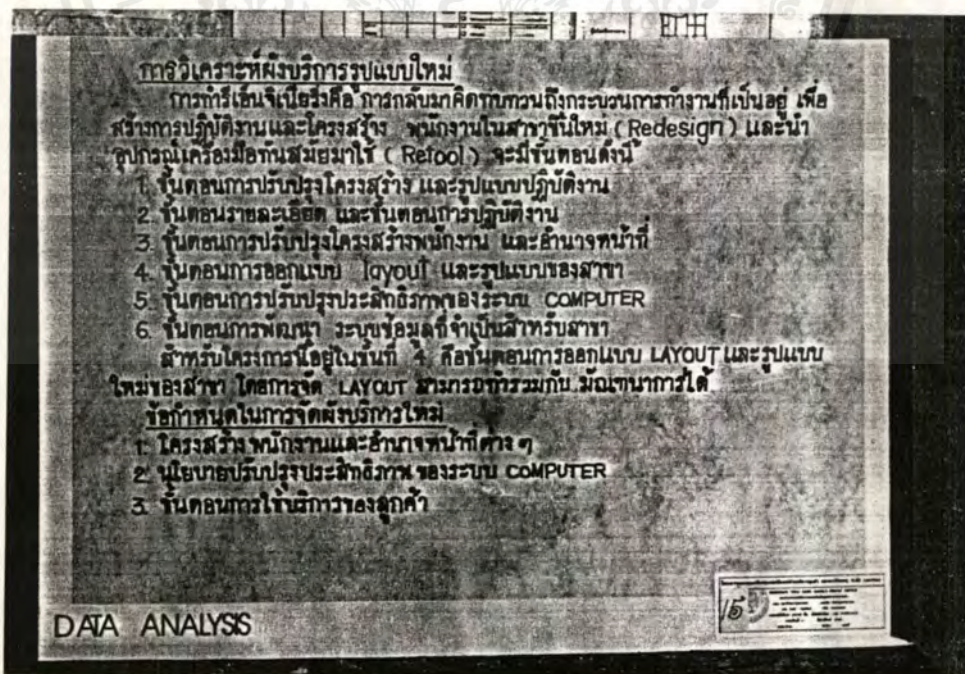 การวิเคราะห์ผังบริการรูปแบบใหม่
การทำรีเอ็นจิเนียริ่งคือ การกลับมาคิดทบทวนถึงกระบวนการทำงานที่เป็นอยู่ เพื่อ
สร้างการปฏิบัติงานและโครงสร้าง พนักงานในสาขาขึ้นใหม่ ( Redesign ) และนำ
อุปกรณ์เครื่องมือทันสมัยมาใช้ ( Retool ) จะมีขั้นตอนดังนี้
1. ขั้นตอนการปรับปรุงโครงสร้าง และรูปแบบปฏิบัติงาน
2. ขั้นตอนรายละเอียด และขั้นตอนการปฏิบัติงาน
3. ขั้นตอนการปรับปรุงโครงสร้างพนักงาน และอำนาจหน้าที่
4. ขั้นตอนการออกแบบ layout และรูปแบบของสาขา
5. ขั้นตอนการปรับปรุงประสิทธิภาพของระบบ COMPUTER
6. ขั้นตอนการพัฒนา ระบบข้อมูลที่จำเป็นสำหรับสาขา
สำหรับโครงการนี้อยู่ในขั้นที่ 4 คือขั้นตอนการออกแบบ LAYOUT และรูปแบบ
ใหม่ของสาขา โดยการจัด LAYOUT สามารถทำร่วมกับ มัณฑนาการได้
ข้อกำหนดในการจัดผังบริการใหม่
1. โครงสร้าง พนักงานและอำนาจหน้าที่ต่าง ๆ
2. นโยบายปรับปรุงประสิทธิภาพ ของระบบ COMPUTER
3. ขั้นตอนการใช้บริการของลูกค้า
DATA ANALYSIS
15